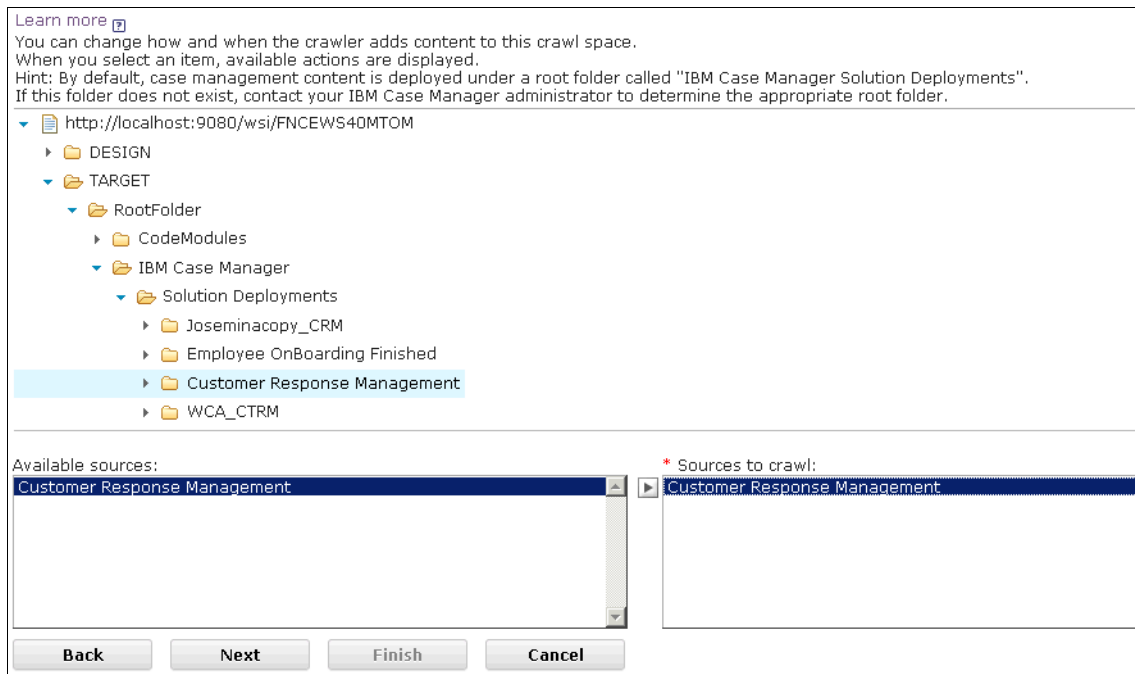 Learn more
You can change how and when the crawler adds content to this crawl space.
When you select an item, available actions are displayed.
Hint: By default, case management content is deployed under a root folder called "IBM Case Manager Solution Deployments".
If this folder does not exist, contact your IBM Case Manager administrator to determine the appropriate root folder.
http://localhost:9080/wsi/FNCEWS40MTOM
DESIGN
TARGET
RootFolder
CodeModules
IBM Case Manager
Solution Deployments
Joseminacopy_CRM
Employee OnBoarding Finished
Customer Response Management
WCA_CTRM
Available sources:
* Sources to crawl:
Customer Response Management
Customer Response Management
Back Next Finish Cancel